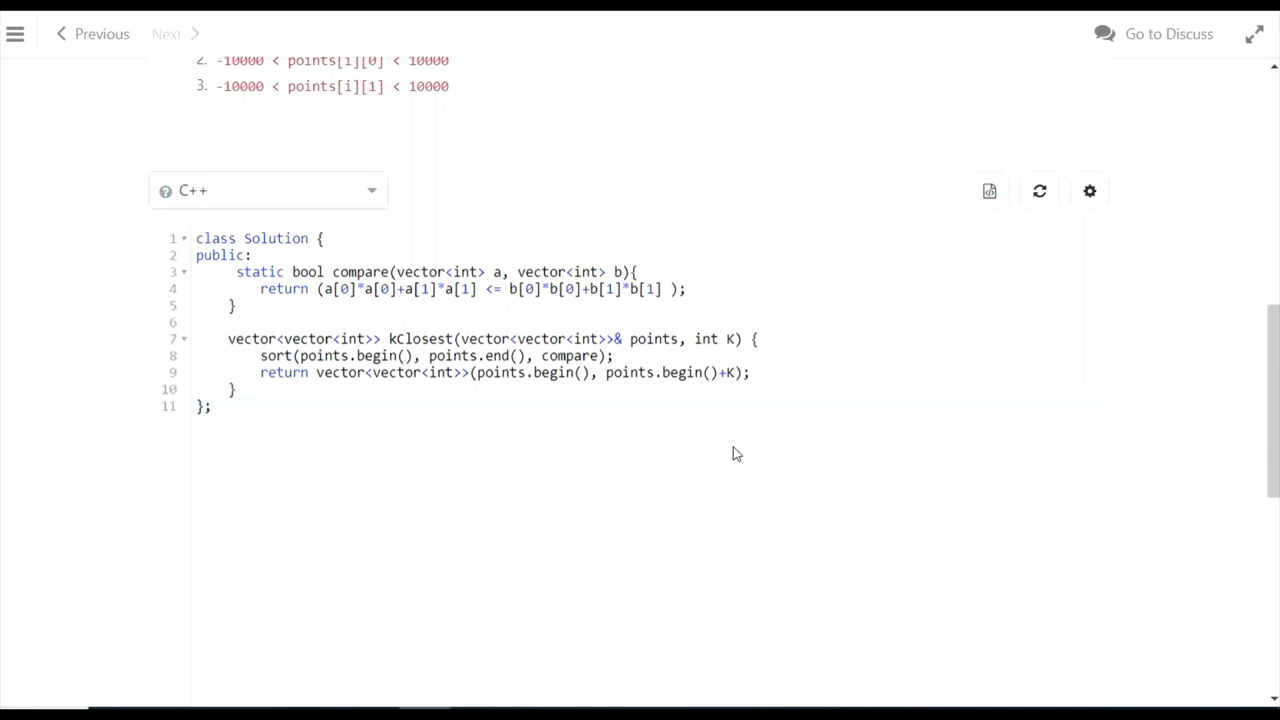 Previous Next Go to Discuss
2. -10000 < points[i][0] < 10000
3. -10000 < points[i][1] < 10000
C++
1 class Solution {
2 public:
3 static bool compare(vector<int> a, vector<int> b){
4 return (a[0]*a[0]+a[1]*a[1] <= b[0]*b[0]+b[1]*b[1] );
5 }
6
7 vector<vector<int>> kClosest(vector<vector<int>>& points, int K) {
8 sort(points.begin(), points.end(), compare);
9 return vector<vector<int>>(points.begin(), points.begin()+K);
10 }
11 };